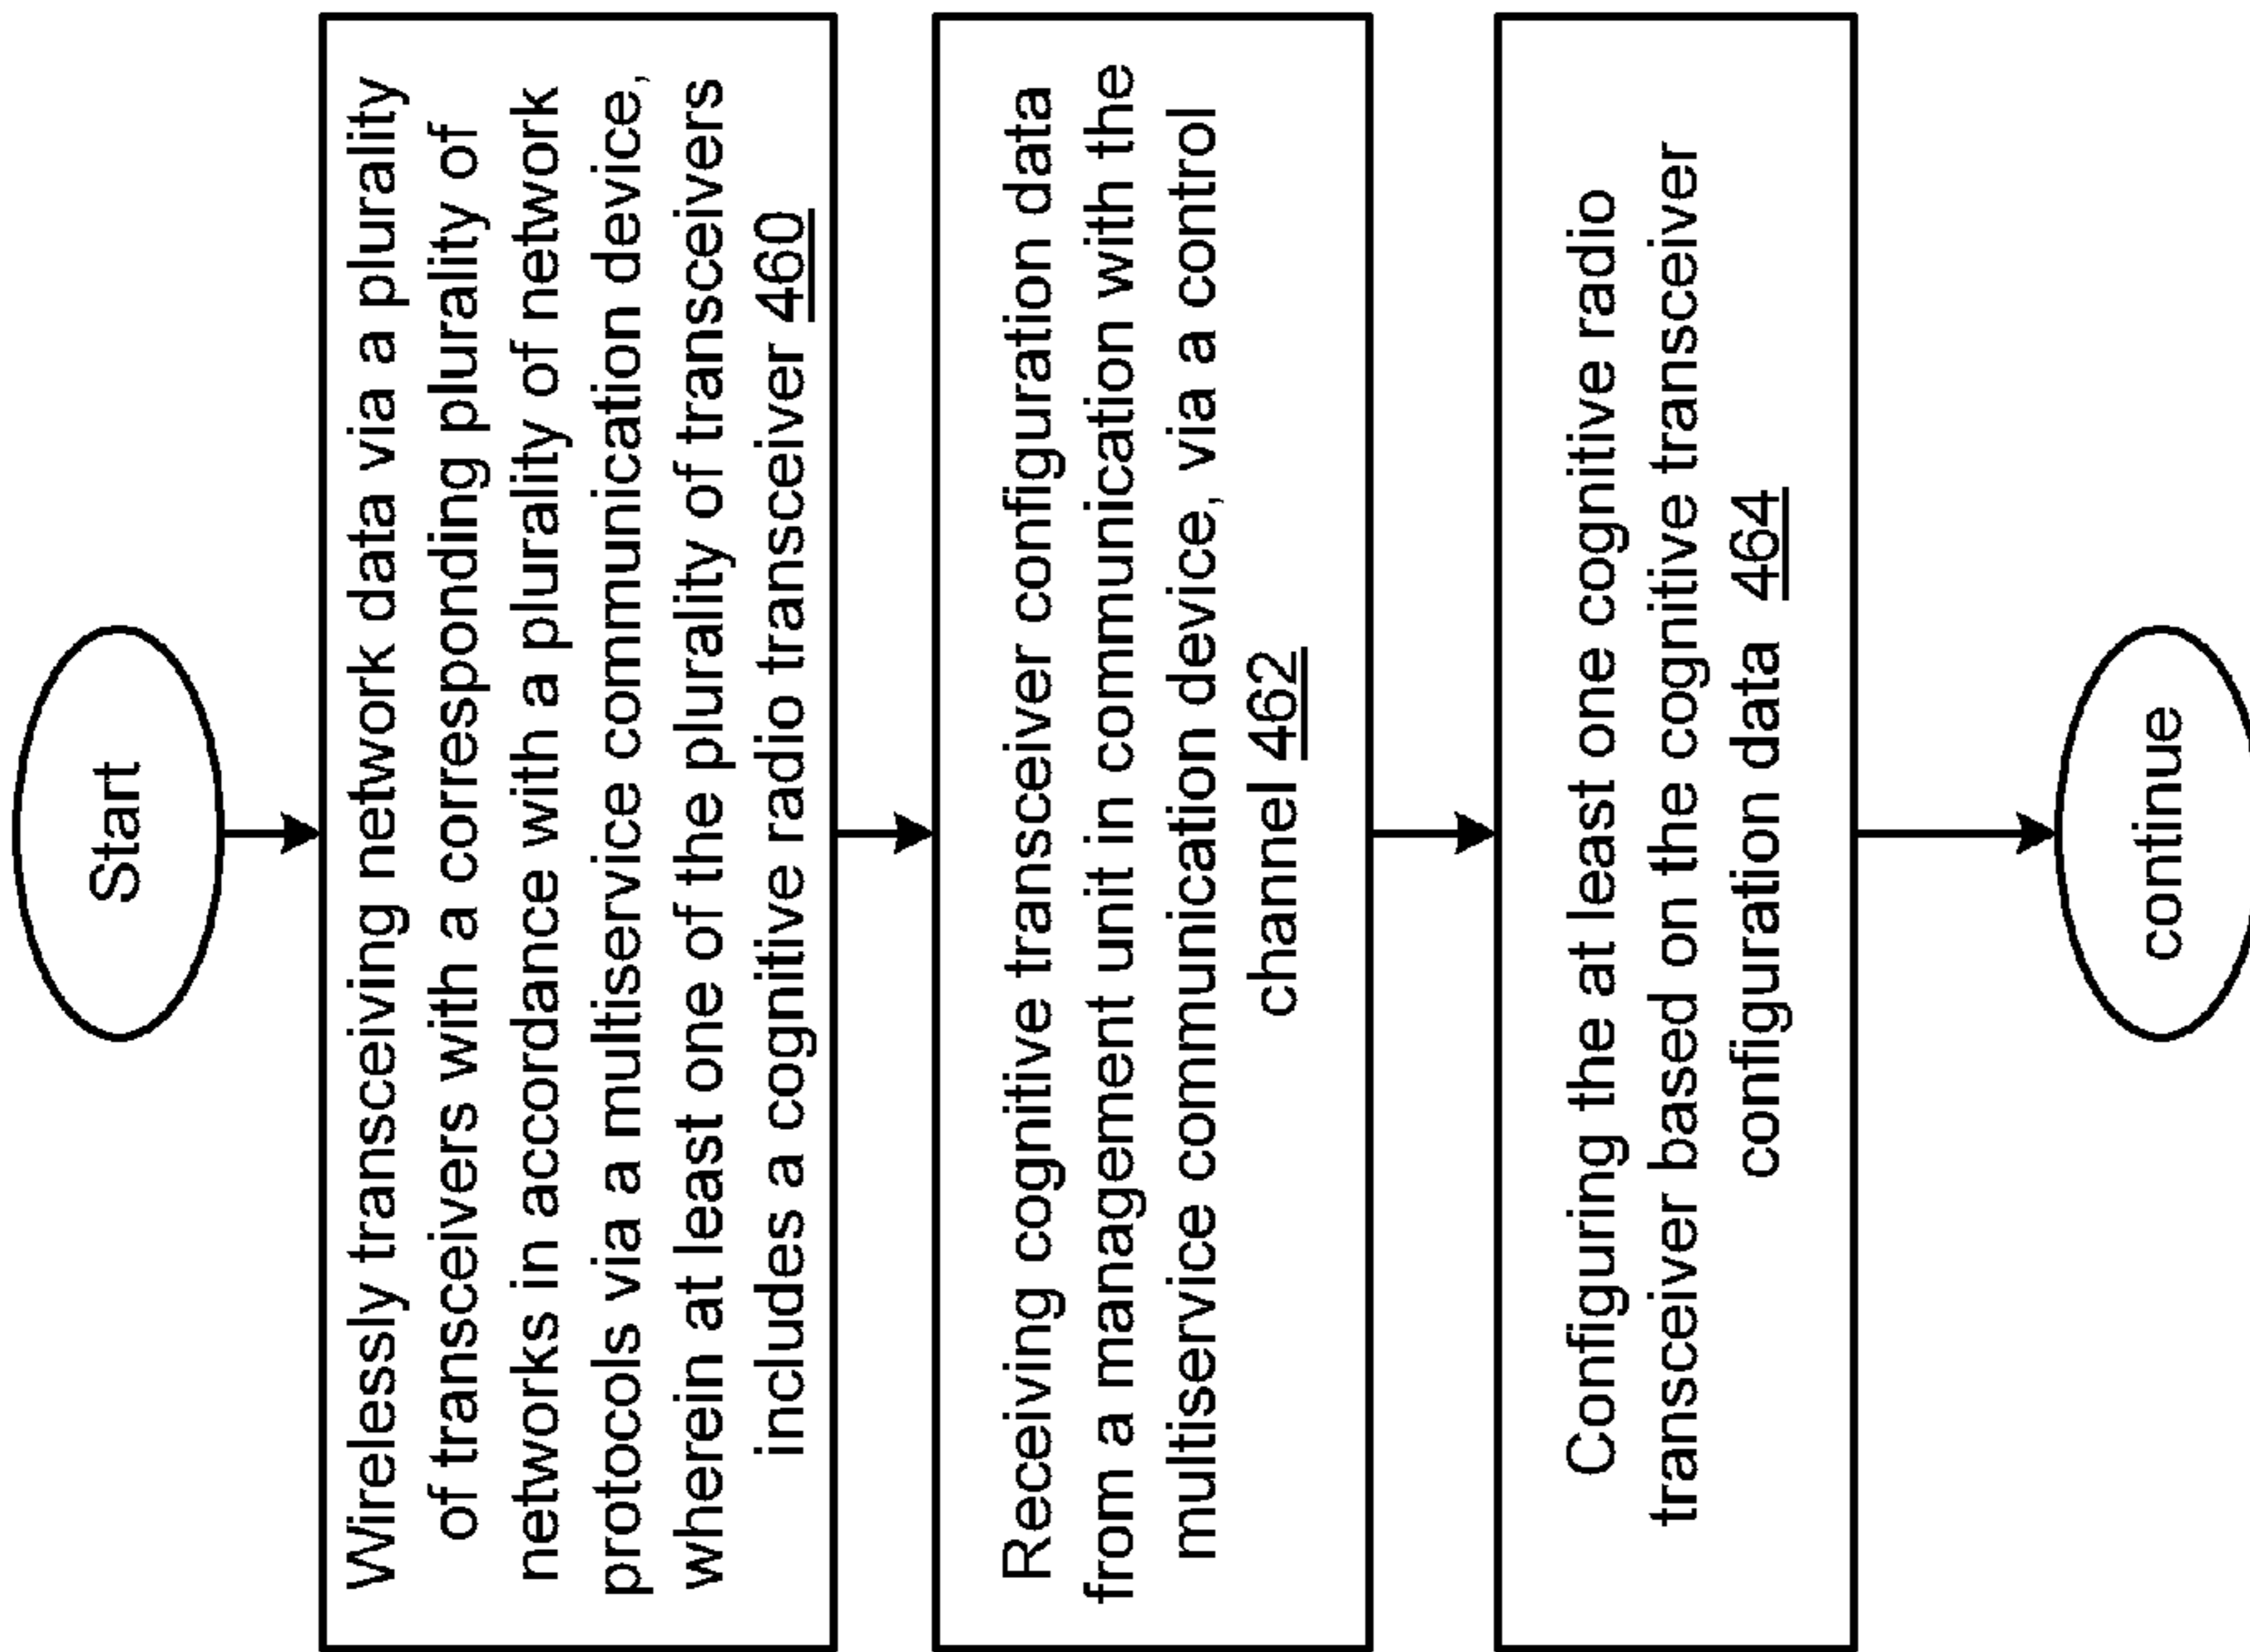 Start
Wirelessly transceiving network data via a plurality
of transceivers with a corresponding plurality of
networks in accordance with a plurality of network
protocols via a multiservice communication device,
wherein at least one of the plurality of transceivers
includes a cognitive radio transceiver 460
Receiving cognitive transceiver configuration data
from a management unit in communication with the
multiservice communication device, via a control
channel 462
Configuring the at least one cognitive radio
transceiver based on the cognitive transceiver
configuration data 464
continue